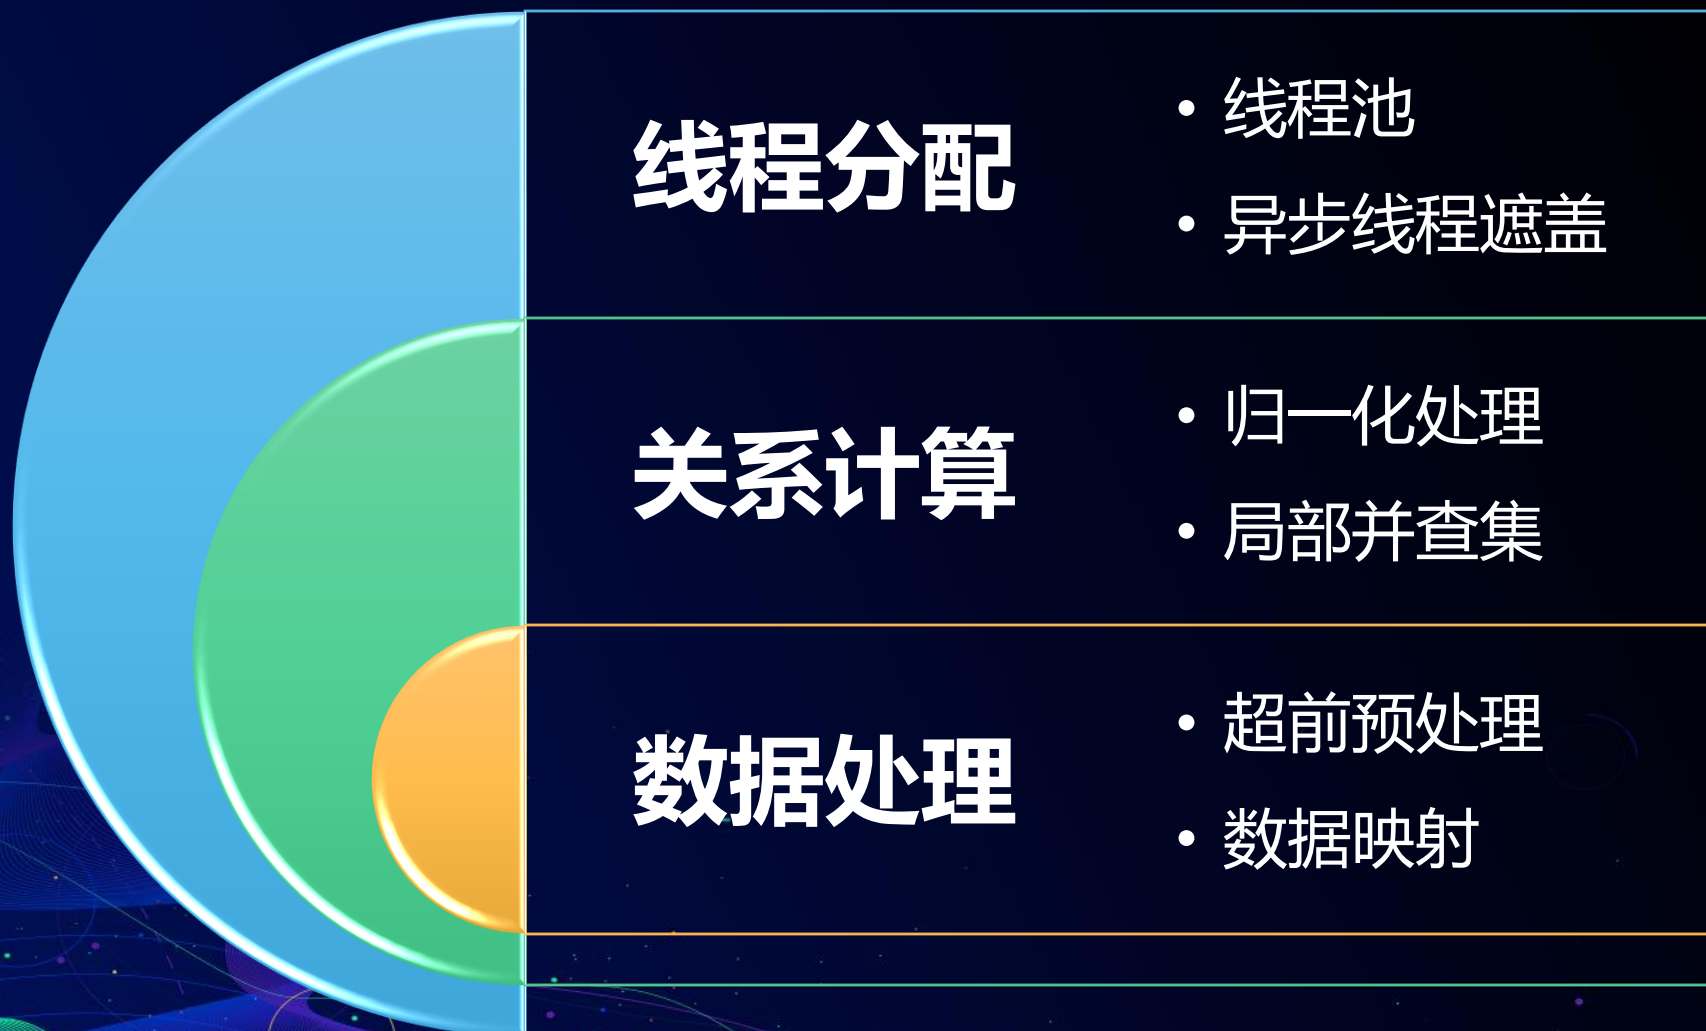 线程分配
• 线程池
• 异步线程遮盖
关系计算
• 归一化处理
• 局部并查集
数据处理
• 超前预处理
• 数据映射